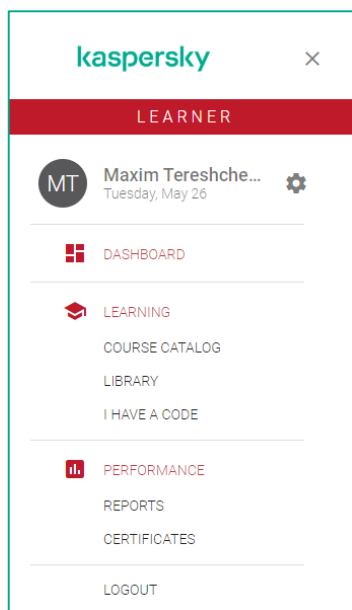 kaspersky
LEARNER
MT
Maxim Tereshche...
Tuesday, May 26
DASHBOARD
LEARNING
COURSE CATALOG
LIBRARY
I HAVE A CODE
PERFORMANCE
REPORTS
CERTIFICATES
LOGOUT